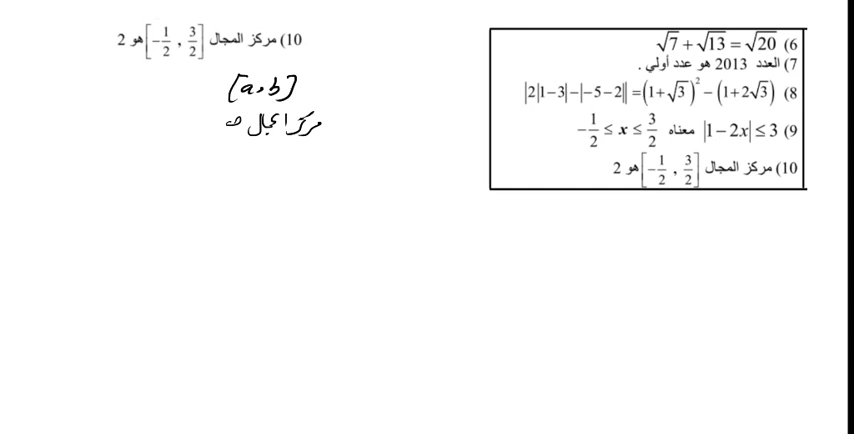 6) √7 + √13 = √20
7) العدد 2013 هو عدد أولي .
8) |2|1−3|−|−5−2|| = (1+√3)² − (1+2√3)
9) |1−2x| ≤ 3 معناه −1/2 ≤ x ≤ 3/2
10) مركز المجال [−1/2 , 3/2] هو 2
10) مركز المجال [−1/2 , 3/2] هو 2
[a,b]
مركز المجال هو